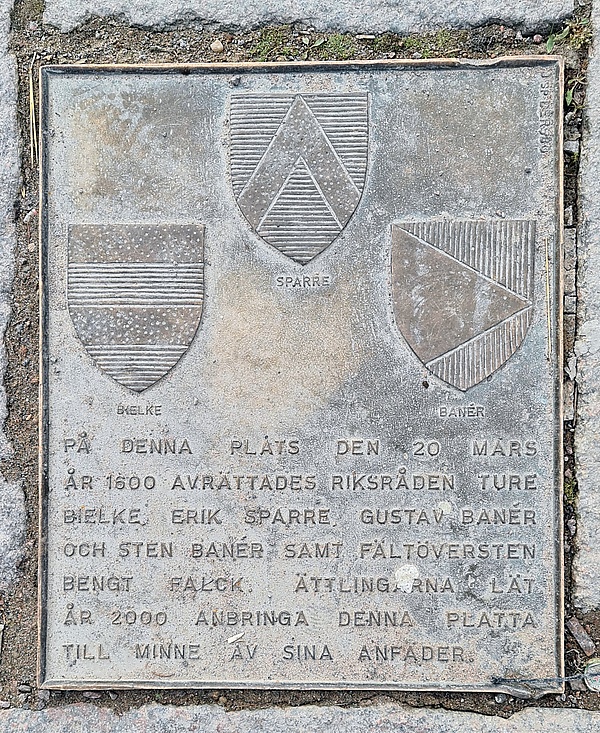 SPARRE
BIELKE
BANÉR
PÅ DENNA PLATS DEN 20 MARS
ÅR 1600 AVRÄTTADES RIKSRÅDEN TURE
BIELKE, ERIK SPARRE, GUSTAV BANÉR
OCH STEN BANÉR SAMT FÄLTÖVERSTEN
BENGT FALCK. ÄTTLINGARNA LÄT
ÅR 2000 ANBRINGA DENNA PLATTA
TILL MINNE AV SINA ANFÄDER.